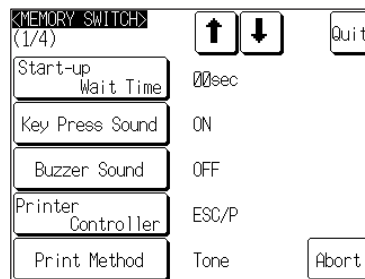 <MEMORY SWITCH>
(1/4)
Quit
Start-up
Wait Time
00sec
Key Press Sound
ON
Buzzer Sound
OFF
Printer
Controller
ESC/P
Print Method
Tone
Abort